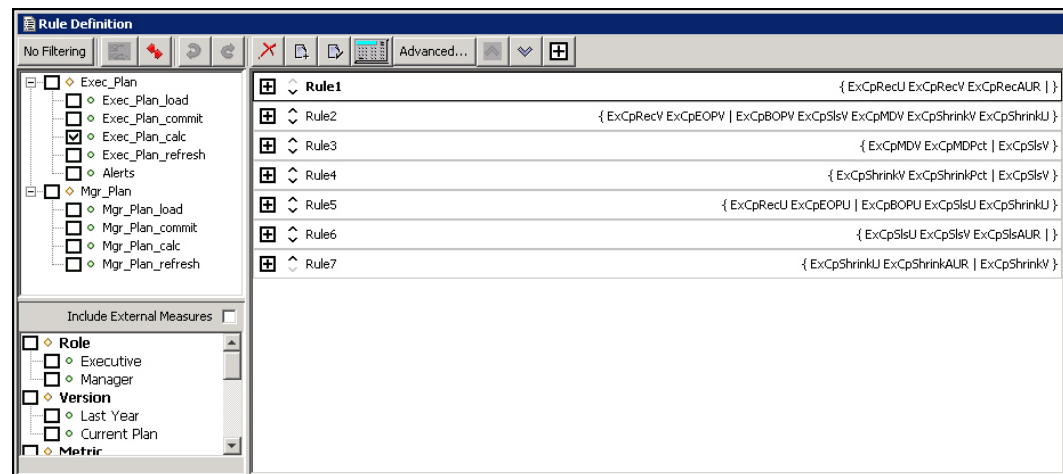 Rule Definition
No Filtering
Advanced...
Exec_Plan
Exec_Plan_load
Exec_Plan_commit
Exec_Plan_calc
Exec_Plan_refresh
Alerts
Mgr_Plan
Mgr_Plan_load
Mgr_Plan_commit
Mgr_Plan_calc
Mgr_Plan_refresh
Include External Measures
Role
Executive
Manager
Version
Last Year
Current Plan
Metric
Rule1 { ExCpRecU ExCpRecV ExCpRecAUR | }
Rule2 { ExCpRecV ExCpEOPV | ExCpBOPV ExCpSlsV ExCpMDV ExCpShrinkV ExCpShrinkU }
Rule3 { ExCpMDV ExCpMDPct | ExCpSlsV }
Rule4 { ExCpShrinkV ExCpShrinkPct | ExCpSlsV }
Rule5 { ExCpRecU ExCpEOPU | ExCpBOPU ExCpSlsU ExCpShrinkU }
Rule6 { ExCpSlsU ExCpSlsV ExCpSlsAUR | }
Rule7 { ExCpShrinkU ExCpShrinkAUR | ExCpShrinkV }